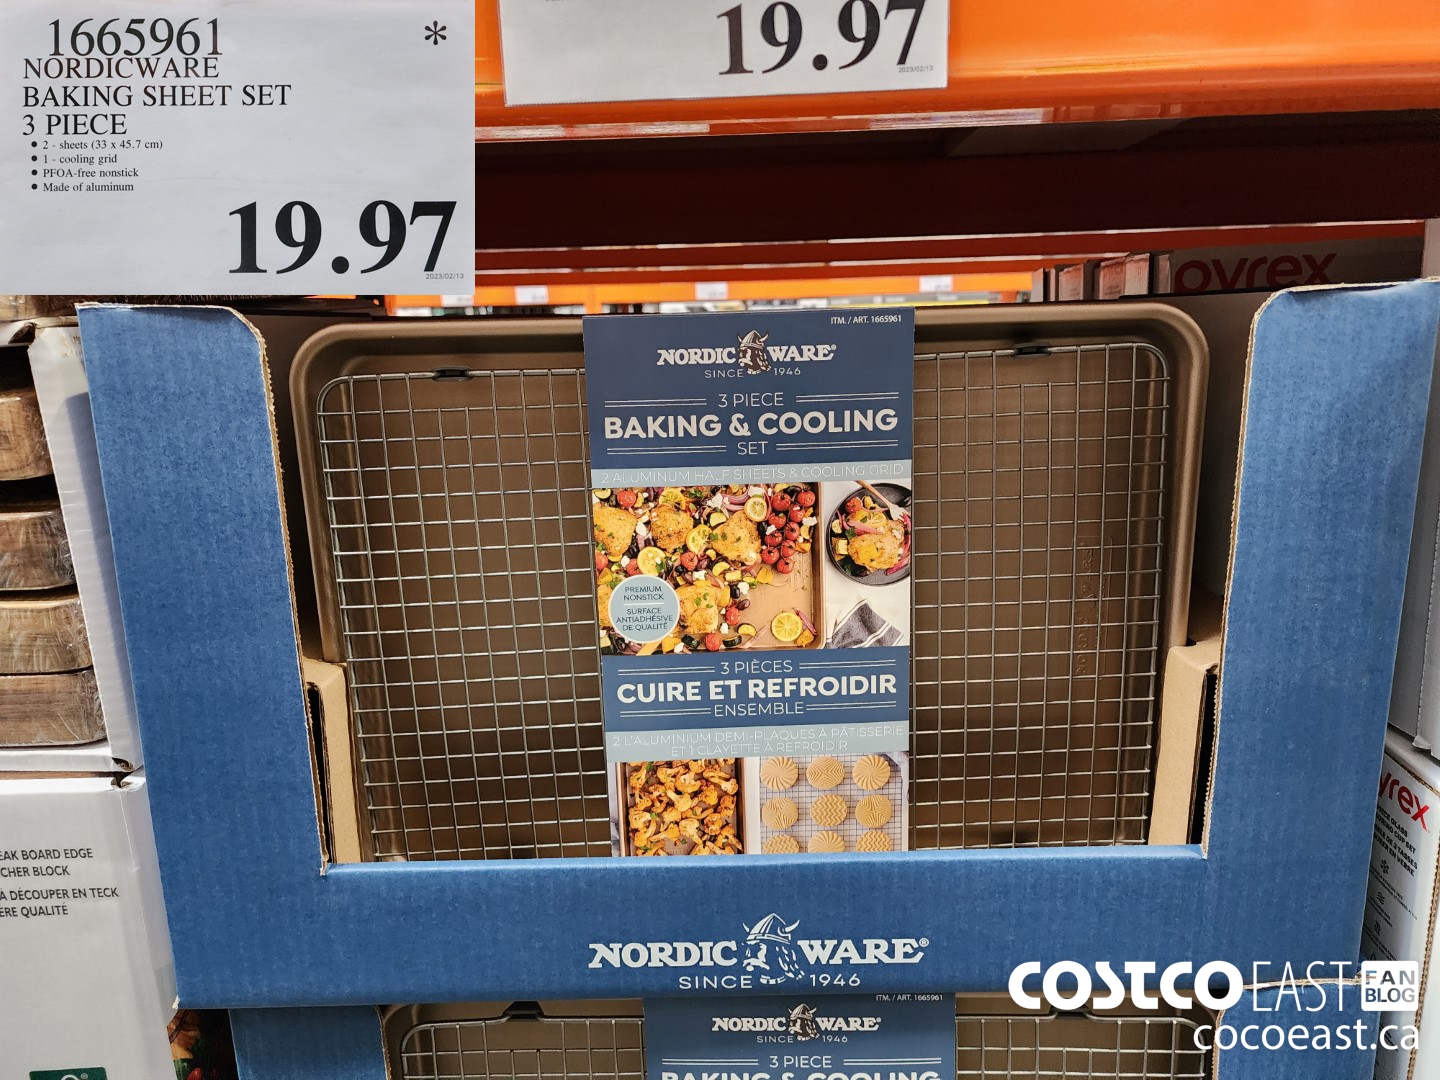 1665961
*
NORDICWARE
BAKING SHEET SET
3 PIECE
• 2 - sheets (33 x 45.7 cm)
• 1 - cooling grid
• PFOA-free nonstick
• Made of aluminum
19.97
2023/02/13
19.97
2023/02/13
pyrex
ITM. / ART. 1665961
NORDIC WARE®
SINCE 1946
3 PIECE
BAKING & COOLING
SET
2 ALUMINUM HALF SHEETS & COOLING GRID
PREMIUM
NONSTICK
SURFACE
ANTIADHÉSIVE
DE QUALITÉ
3 PIÈCES
CUIRE ET REFROIDIR
ENSEMBLE
2 L'ALUMINIUM DEMI-PLAQUES À PÂTISSERIE
ET 1 CLAYETTE À REFROIDIR
EAK BOARD EDGE
CHER BLOCK
À DÉCOUPER EN TECK
ÈRE QUALITÉ
yrex
NORDIC WARE®
SINCE 1946
ITM. / ART. 1665961
NORDIC WARE®
SINCE 1946
3 PIECE
BAKING & COOLING
COSTCO EAST FAN
BLOG
cocoeast.ca